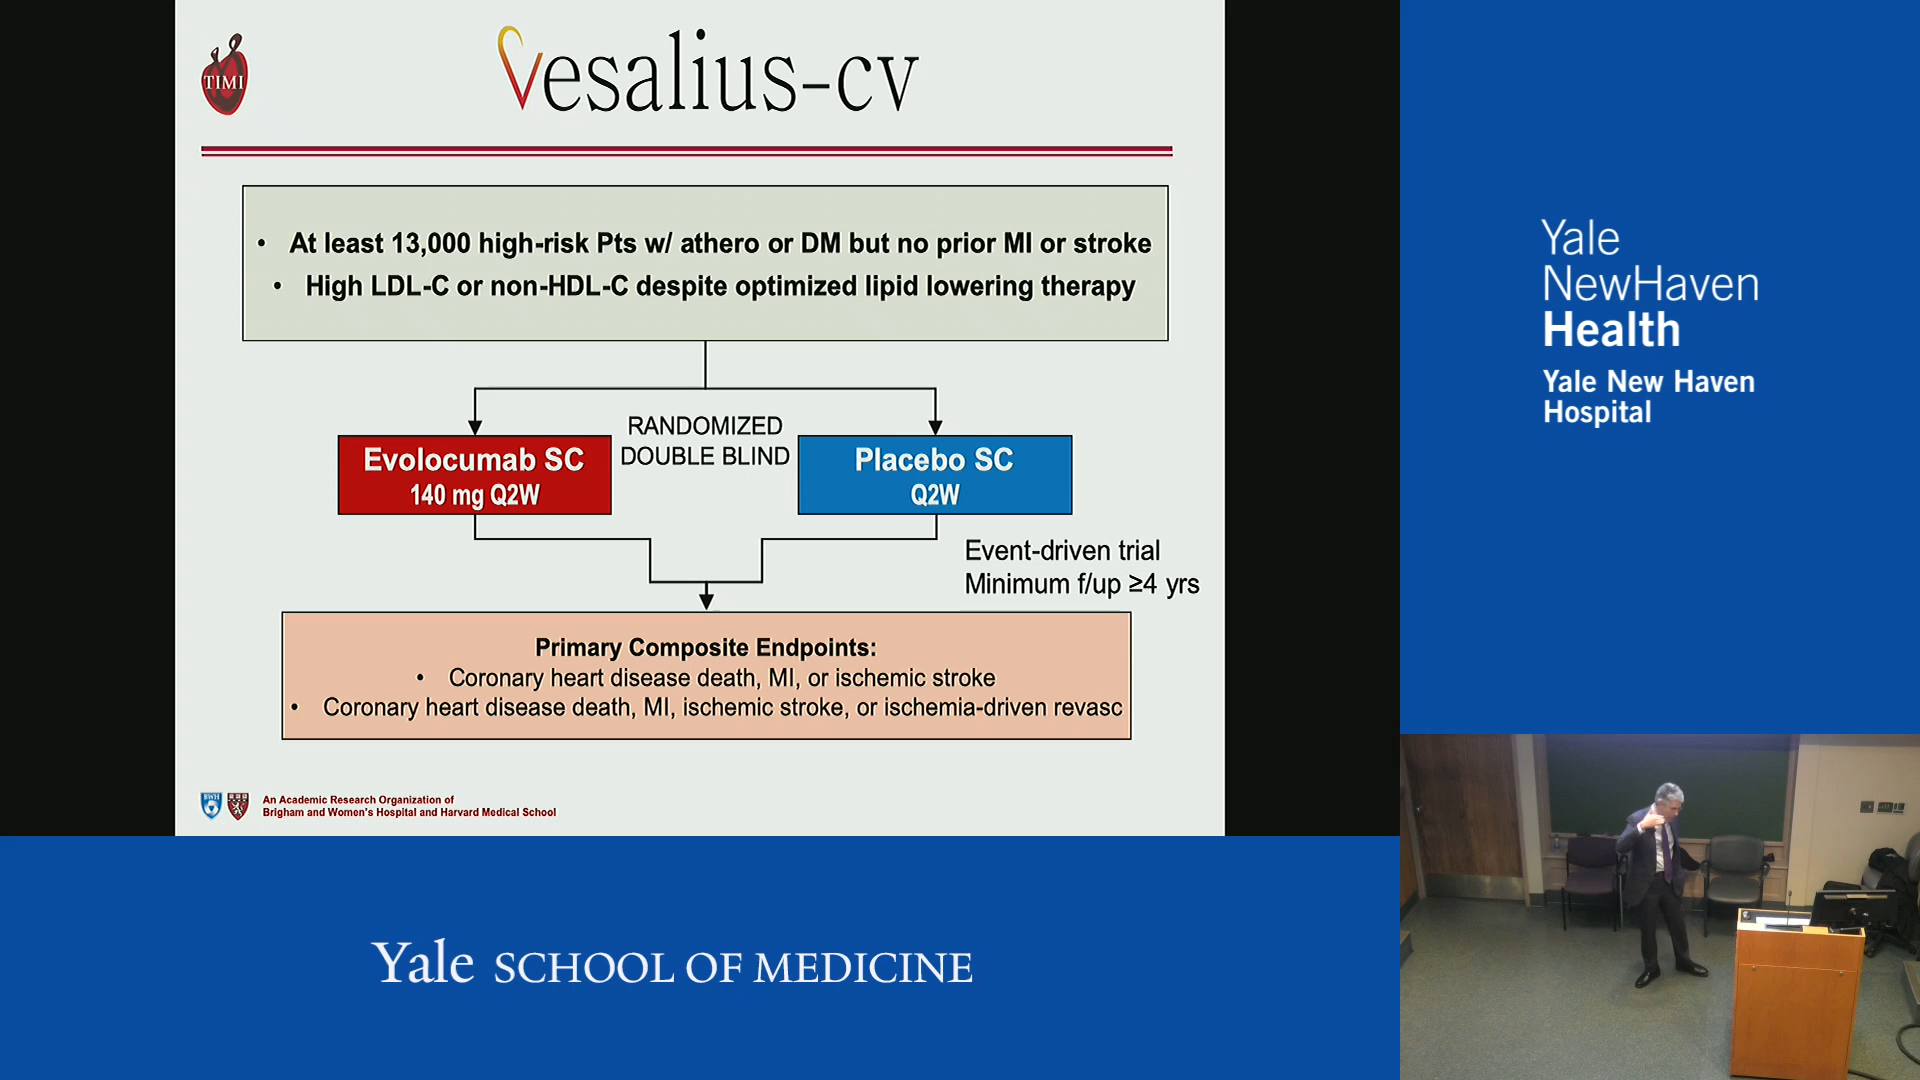 TIMI
Vesalius-cv
• At least 13,000 high-risk Pts w/ athero or DM but no prior MI or stroke
• High LDL-C or non-HDL-C despite optimized lipid lowering therapy
RANDOMIZED
DOUBLE BLIND
Evolocumab SC
140 mg Q2W
Placebo SC
Q2W
Event-driven trial
Minimum f/up ≥4 yrs
Primary Composite Endpoints:
• Coronary heart disease death, MI, or ischemic stroke
• Coronary heart disease death, MI, ischemic stroke, or ischemia-driven revasc
BWH
An Academic Research Organization of
Brigham and Women's Hospital and Harvard Medical School
Yale
NewHaven
Health
Yale New Haven
Hospital
Yale SCHOOL OF MEDICINE